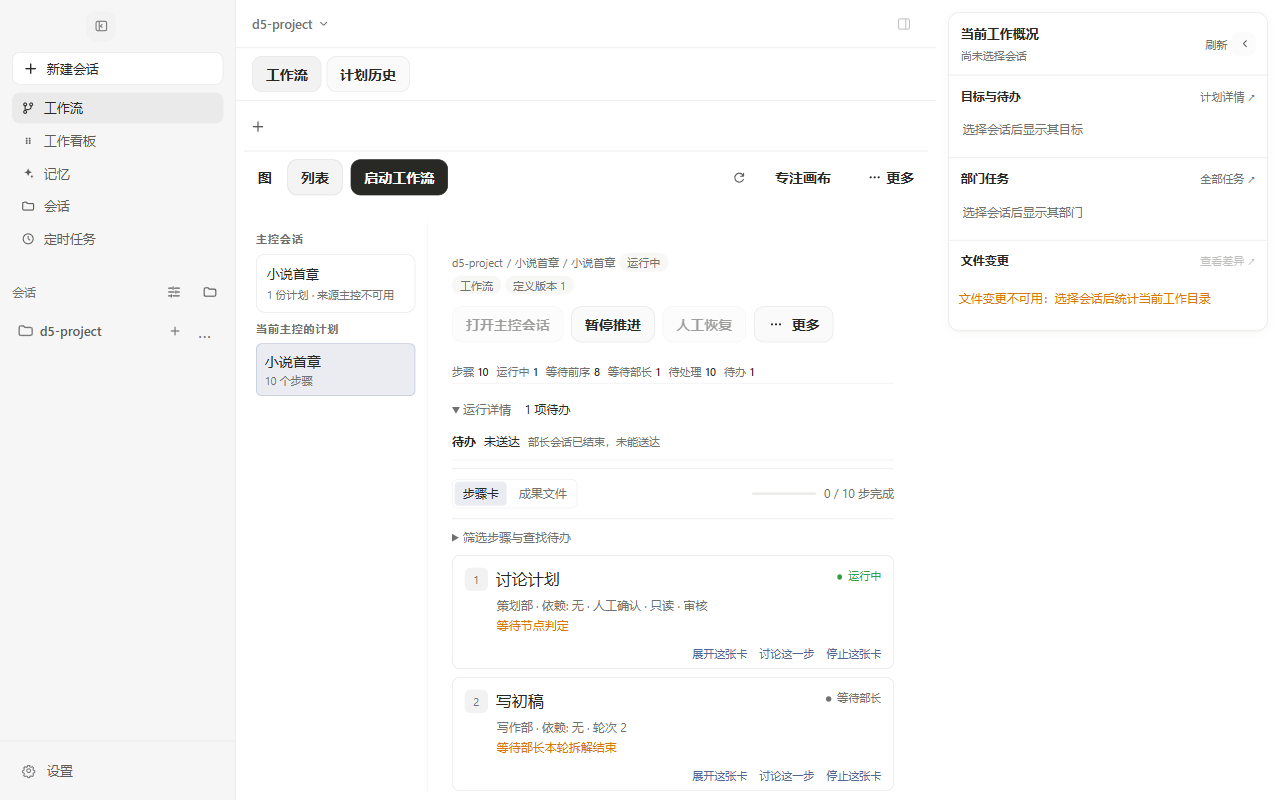 新建会话
工作流
工作看板
记忆
会话
定时任务
会话
d5-project
设置
d5-project
工作流
计划历史
图
列表
启动工作流
专注画布
更多
主控会话
小说首章
1 份计划 · 来源主控不可用
当前主控的计划
小说首章
10 个步骤
d5-project / 小说首章 / 小说首章 运行中
工作流 定义版本 1
打开主控会话
暂停推进
人工恢复
更多
步骤 10 运行中 1 等待前序 8 等待部长 1 待处理 10 待办 1
运行详情 1 项待办
待办 未送达 部长会话已结束，未能送达
步骤卡 成果文件 0 / 10 步完成
筛选步骤与查找待办
1 讨论计划 运行中
策划部 · 依赖: 无 · 人工确认 · 只读 · 审核
等待节点判定
展开这张卡 讨论这一步 停止这张卡
2 写初稿 等待部长
写作部 · 依赖: 无 · 轮次 2
等待部长本轮拆解结束
展开这张卡 讨论这一步 停止这张卡
当前工作概况
尚未选择会话
刷新
目标与待办 计划详情
选择会话后显示其目标
部门任务 全部任务
选择会话后显示其部门
文件变更 查看差异
文件变更不可用：选择会话后统计当前工作目录